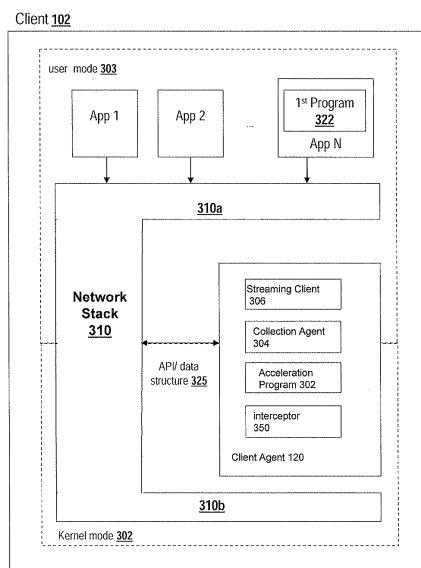 Client 102
user mode 303
App 1
App 2
...
1st Program
322
App N
310a
Network
Stack
310
Streaming Client
306
Collection Agent
304
API/ data
structure 325
Acceleration
Program 302
interceptor
350
Client Agent 120
310b
Kernel mode 302